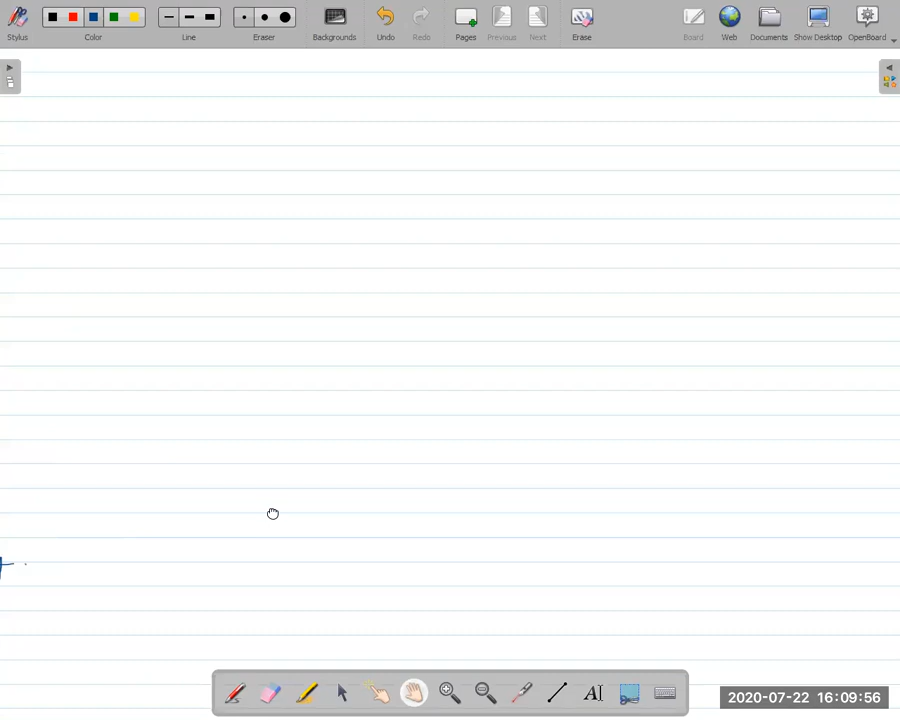 Stylus Color Line Eraser Backgrounds Undo Redo Pages Previous Next Erase Board Web Documents Show Desktop OpenBoard
2020-07-22 16:09:56